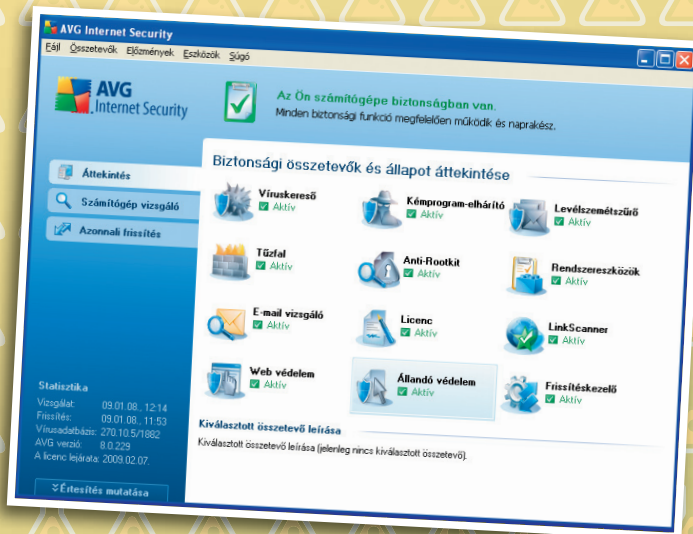 AVG Internet Security
Fájl Összetevők Előzmények Eszközök Súgó
AVG
Internet Security
Az Ön számítógépe biztonságban van.
Minden biztonsági funkció megfelelően működik és naprakész.
Áttekintés
Számítógép vizsgáló
Azonnali frissítés
Biztonsági összetevők és állapot áttekintése
Víruskereső
Aktív
Kémprogram-elhárító
Aktív
Levélszemétszűrő
Aktív
Tűzfal
Aktív
Anti-Rootkit
Aktív
Rendszereszközök
Aktív
E-mail vizsgáló
Aktív
Licenc
Aktív
LinkScanner
Aktív
Web védelem
Aktív
Állandó védelem
Aktív
Frissítéskezelő
Aktív
Statisztika
Vizsgálat: 09.01.08., 12:14
Frissítés: 09.01.08., 11:53
Vírusadatbázis: 270.10.5/1882
AVG verzió: 8.0.229
A licenc lejárata: 2009.02.07.
Értesítés mutatása
Kiválasztott összetevő leírása
Kiválasztott összetevő leírása (jelenleg nincs kiválasztott összetevő).